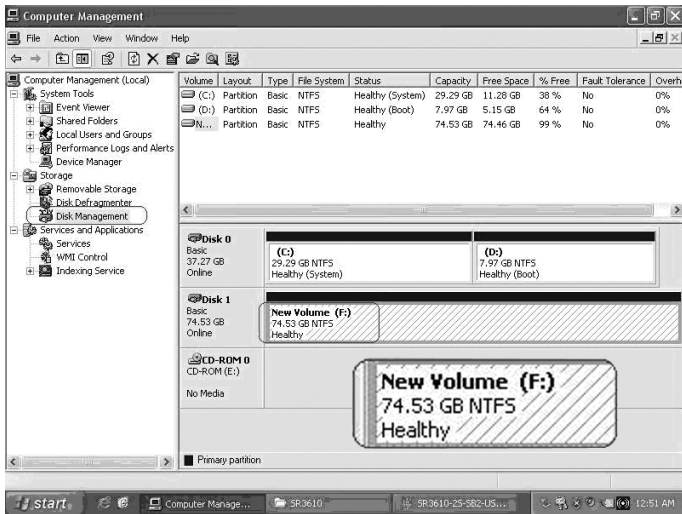 Computer Management
File Action View Window Help
Computer Management (Local)
System Tools
Event Viewer
Shared Folders
Local Users and Groups
Performance Logs and Alerts
Device Manager
Storage
Removable Storage
Disk Defragmenter
Disk Management
Services and Applications
Services
WMI Control
Indexing Service
Volume Layout Type File System Status Capacity Free Space % Free Fault Tolerance Overh
(C:) Partition Basic NTFS Healthy (System) 29.29 GB 11.28 GB 38 % No 0%
(D:) Partition Basic NTFS Healthy (Boot) 7.97 GB 5.15 GB 64 % No 0%
N... Partition Basic NTFS Healthy 74.53 GB 74.46 GB 99 % No 0%
Disk 0
Basic
37.27 GB
Online
(C:)
29.29 GB NTFS
Healthy (System)
(D:)
7.97 GB NTFS
Healthy (Boot)
Disk 1
Basic
74.53 GB
Online
New Volume (F:)
74.53 GB NTFS
Healthy
CD-ROM 0
CD-ROM (E:)
No Media
New Volume (F:)
74.53 GB NTFS
Healthy
Primary partition
start
Computer Manage...
SR3610
SR3610-2S-SB2-US...
12:51 AM